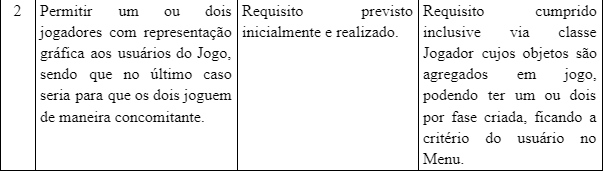 2
Permitir um ou dois
jogadores com representação
gráfica aos usuários do Jogo,
sendo que no último caso
seria para que os dois joguem
de maneira concomitante.
Requisito previsto
inicialmente e realizado.
Requisito cumprido
inclusive via classe
Jogador cujos objetos são
agregados em jogo,
podendo ter um ou dois
por fase criada, ficando a
critério do usuário no
Menu.